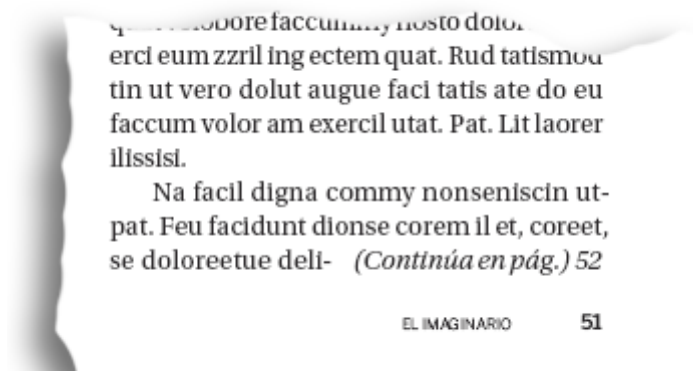 faccummy nosto
erci eum zzril ing ectem quat. Rud tatismod
tin ut vero dolut augue faci tatis ate do eu
faccum volor am exercil utat. Pat. Lit laorer
ilissisi.
Na facil digna commy nonseniscin ut-
pat. Feu facidunt dionse corem il et, coreet,
se doloreetue deli- (Continúa en pág.) 52
EL IMAGINARIO 51